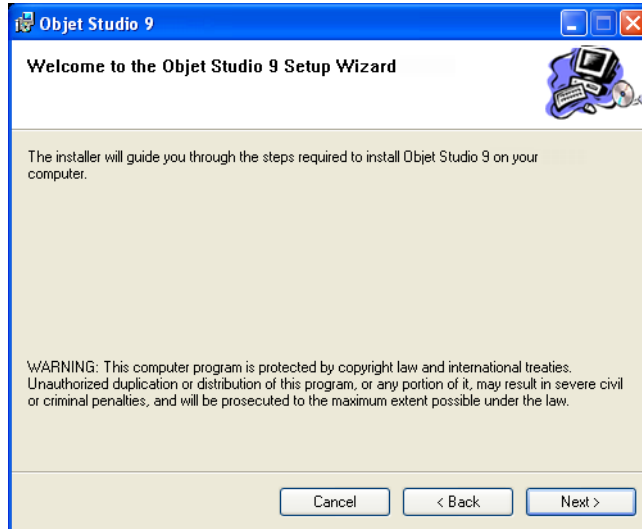 Objet Studio 9
Welcome to the Objet Studio 9 Setup Wizard
The installer will guide you through the steps required to install Objet Studio 9 on your
computer.
WARNING: This computer program is protected by copyright law and international treaties.
Unauthorized duplication or distribution of this program, or any portion of it, may result in severe civil
or criminal penalties, and will be prosecuted to the maximum extent possible under the law.
Cancel
< Back
Next >